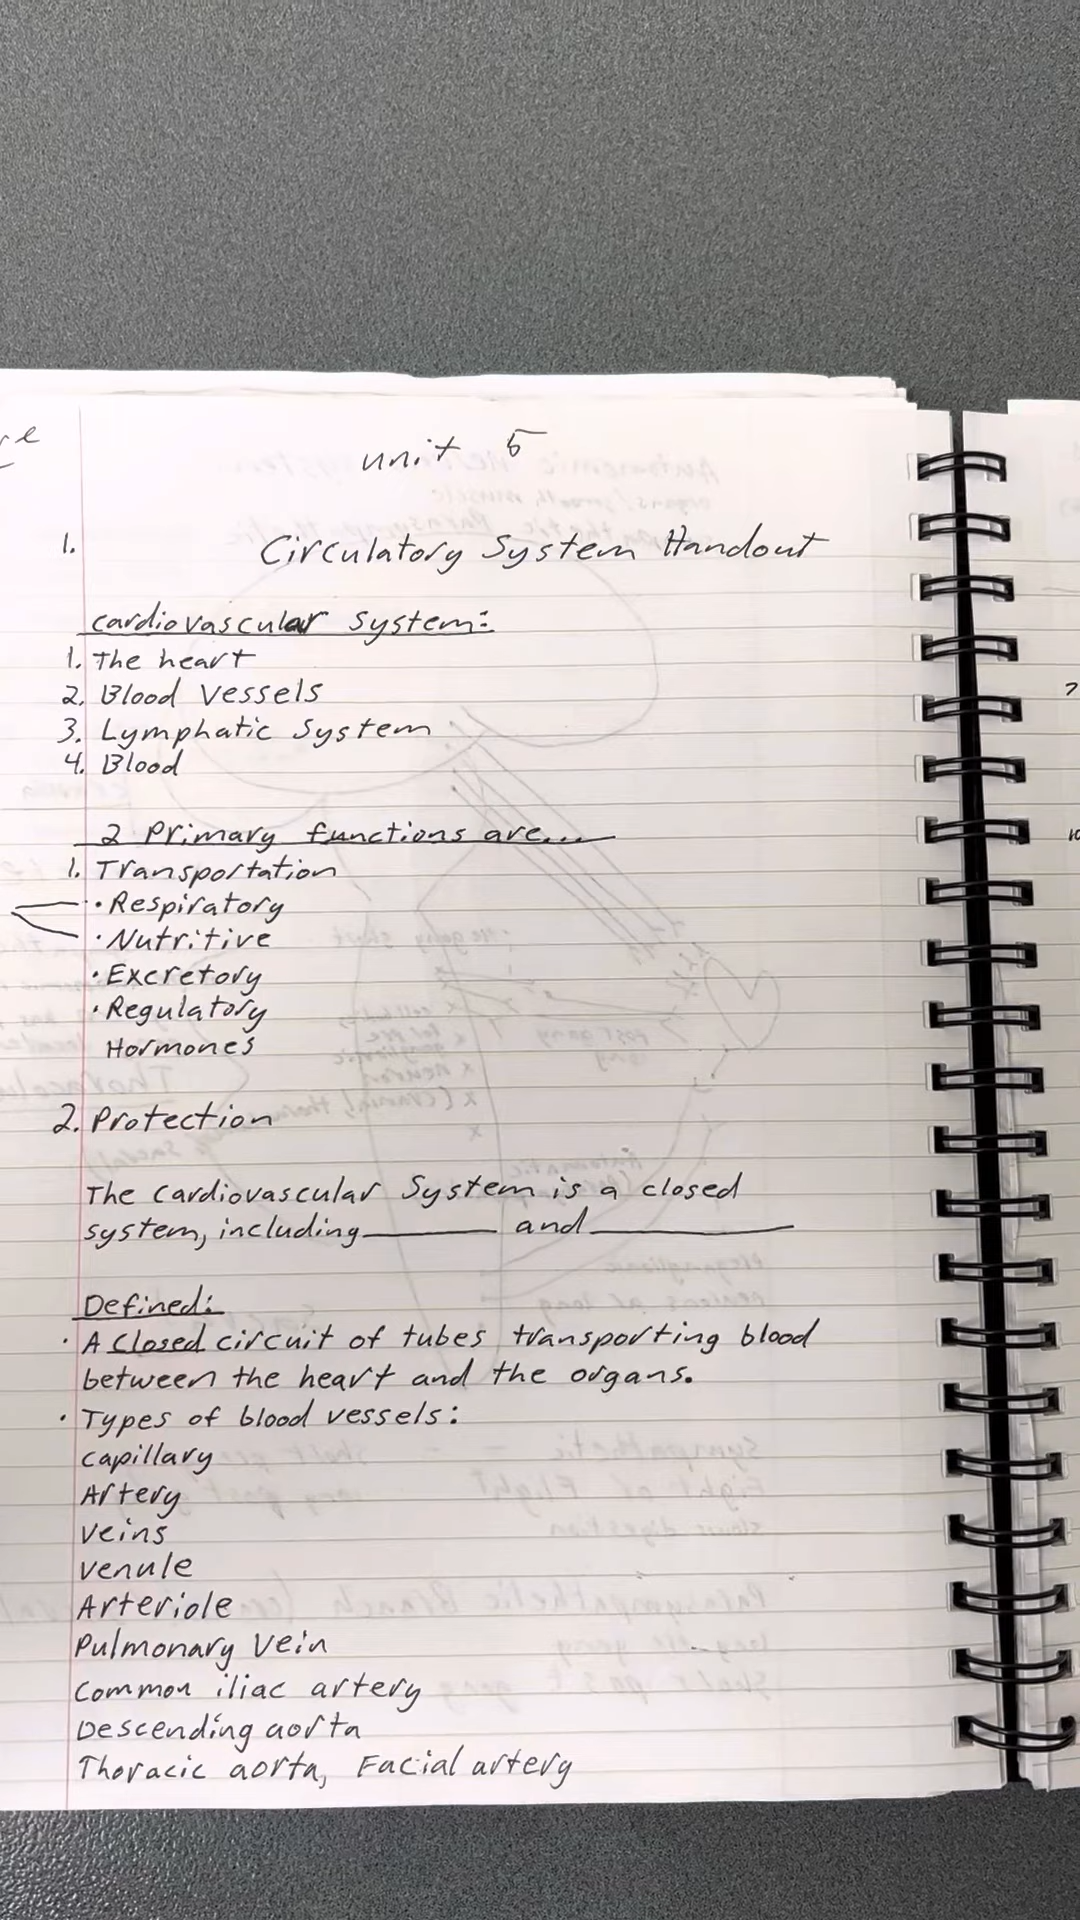 unit 5
1. Circulatory System Handout
cardiovascular System:
1. The heart
2. Blood Vessels
3. Lymphatic System
4. Blood
2 Primary functions are...
1. Transportation
• Respiratory
• Nutritive
• Excretory
• Regulatory
Hormones
2. Protection
The Cardiovascular System is a closed
system, including________ and____________
Defined:
• A Closed circuit of tubes transporting blood
between the heart and the organs.
• Types of blood vessels:
capillary
Artery
veins
venule
Arteriole
Pulmonary Vein
Common iliac artery
Descending aorta
Thoracic aorta, Facial artery